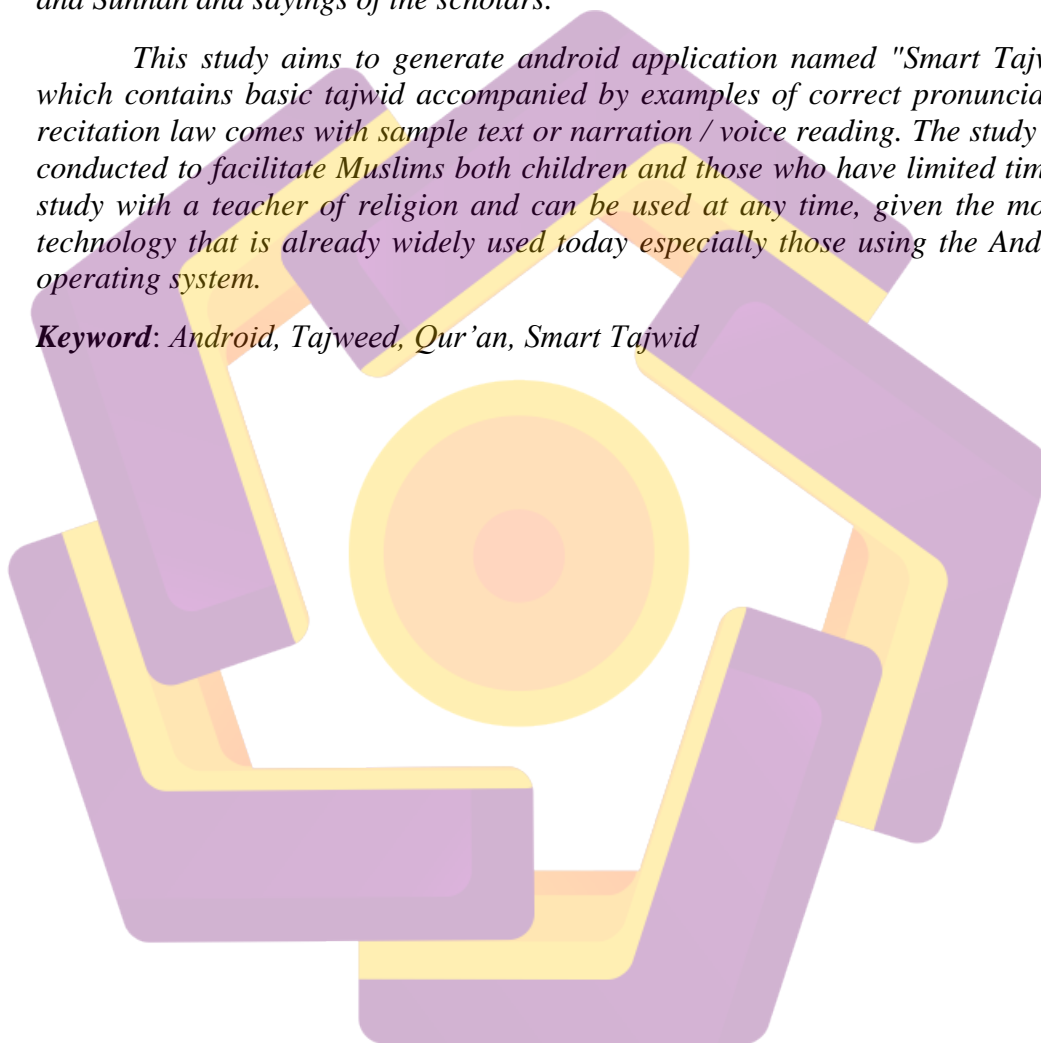 and Sunnah and sayings of the scholars.
This study aims to generate android application named "Smart Tajw
which contains basic tajwid accompanied by examples of correct pronuncia
recitation law comes with sample text or narration / voice reading. The study
conducted to facilitate Muslims both children and those who have limited tim
study with a teacher of religion and can be used at any time, given the mo
technology that is already widely used today especially those using the And
operating system.
Keyword: Android, Tajweed, Qur’an, Smart Tajwid